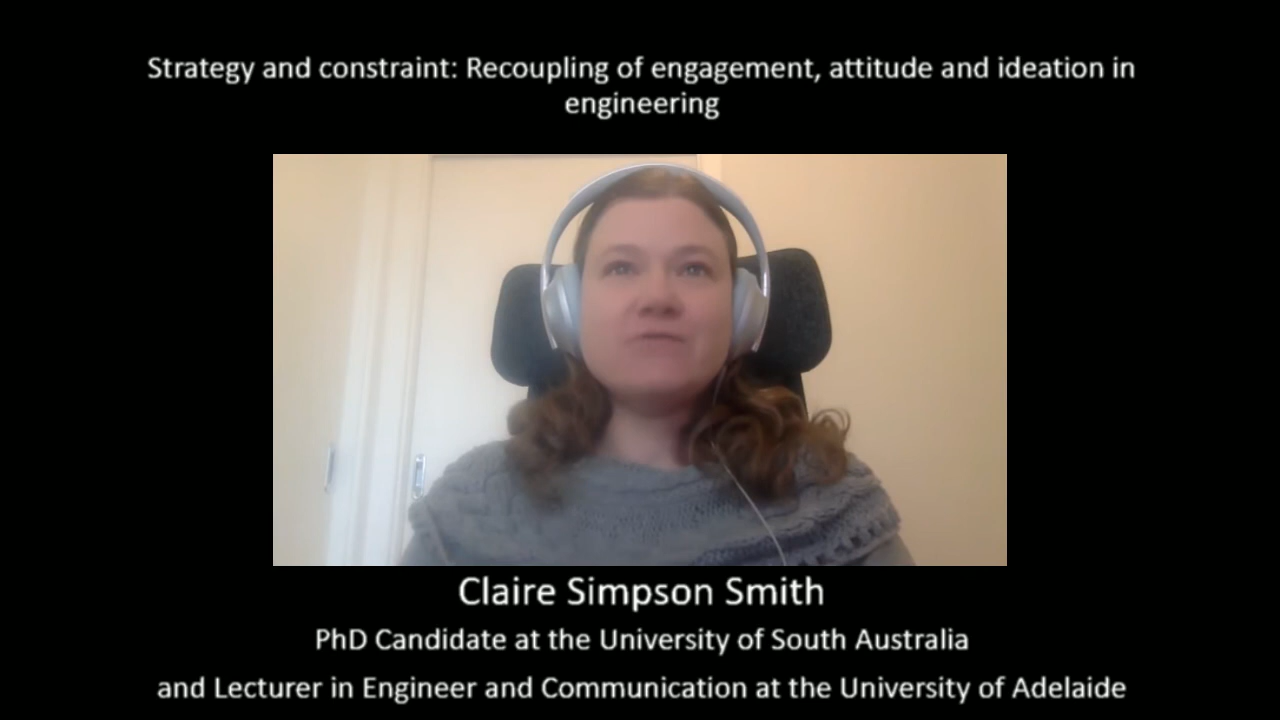 Strategy and constraint: Recoupling of engagement, attitude and ideation in
engineering
Claire Simpson Smith
PhD Candidate at the University of South Australia
and Lecturer in Engineer and Communication at the University of Adelaide